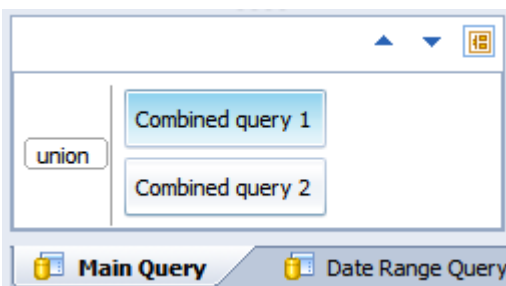 Combined query 1
union
Combined query 2
Main Query
Date Range Query